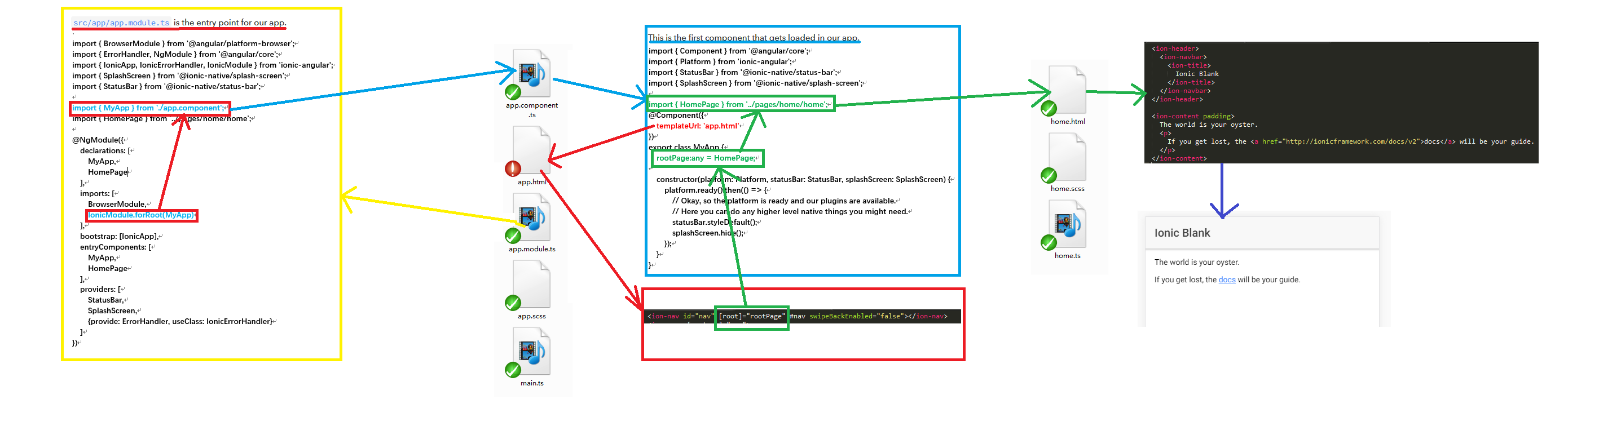 src/app/app.module.ts is the entry point for our app.
import { BrowserModule } from '@angular/platform-browser';
import { ErrorHandler, NgModule } from '@angular/core';
import { IonicApp, IonicErrorHandler, IonicModule } from 'ionic-angular';
import { SplashScreen } from '@ionic-native/splash-screen';
import { StatusBar } from '@ionic-native/status-bar';
import { MyApp } from './app.component';
import { HomePage } from '../pages/home/home';
@NgModule({
declarations: [
MyApp,
HomePage
],
imports: [
BrowserModule,
IonicModule.forRoot(MyApp)
],
bootstrap: [IonicApp],
entryComponents: [
MyApp,
HomePage
],
providers: [
StatusBar,
SplashScreen,
{provide: ErrorHandler, useClass: IonicErrorHandler}
]
})
app.component
.ts
app.html
app.module.ts
app.scss
main.ts
This is the first component that gets loaded in our app.
import { Component } from '@angular/core';
import { Platform } from 'ionic-angular';
import { StatusBar } from '@ionic-native/status-bar';
import { SplashScreen } from '@ionic-native/splash-screen';
import { HomePage } from '../pages/home/home';
@Component({
templateUrl: 'app.html'
})
export class MyApp {
rootPage:any = HomePage;
constructor(platform: Platform, statusBar: StatusBar, splashScreen: SplashScreen) {
platform.ready().then(() => {
// Okay, so the platform is ready and our plugins are available.
// Here you can do any higher level native things you might need.
statusBar.styleDefault();
splashScreen.hide();
});
}
}
<ion-nav id="nav" [root]="rootPage" #nav swipeBackEnabled="false"></ion-nav>
home.html
home.scss
home.ts
<ion-header>
<ion-navbar>
<ion-title>
Ionic Blank
</ion-title>
</ion-navbar>
</ion-header>
<ion-content padding>
The world is your oyster.
<p>
If you get lost, the <a href="http://ionicframework.com/docs/v2">docs</a> will be your guide.
</p>
</ion-content>
Ionic Blank
The world is your oyster.
If you get lost, the docs will be your guide.